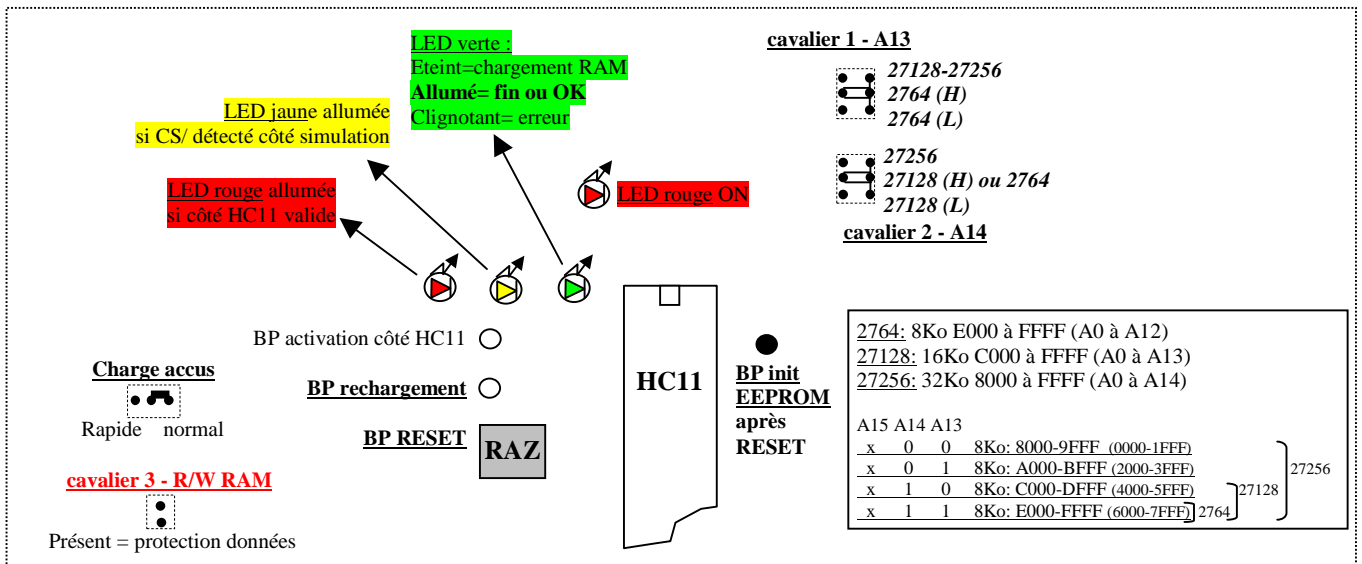 LED verte :
Eteint=chargement RAM
Allumé= fin ou OK
Clignotant= erreur
LED jaune allumée
si CS/ détecté côté simulation
LED rouge allumée
si côté HC11 valide
LED rouge ON
cavalier 1 - A13
27128-27256
2764 (H)
2764 (L)
27256
27128 (H) ou 2764
27128 (L)
cavalier 2 - A14
BP activation côté HC11
BP rechargement
BP RESET
RAZ
HC11
BP init
EEPROM
après
RESET
Charge accus
Rapide normal
cavalier 3 - R/W RAM
Présent = protection données
2764: 8Ko E000 à FFFF (A0 à A12)
27128: 16Ko C000 à FFFF (A0 à A13)
27256: 32Ko 8000 à FFFF (A0 à A14)
A15 A14 A13
x 0 0 8Ko: 8000-9FFF (0000-1FFF)
x 0 1 8Ko: A000-BFFF (2000-3FFF)
x 1 0 8Ko: C000-DFFF (4000-5FFF)
x 1 1 8Ko: E000-FFFF (6000-7FFF)
2764
27128
27256